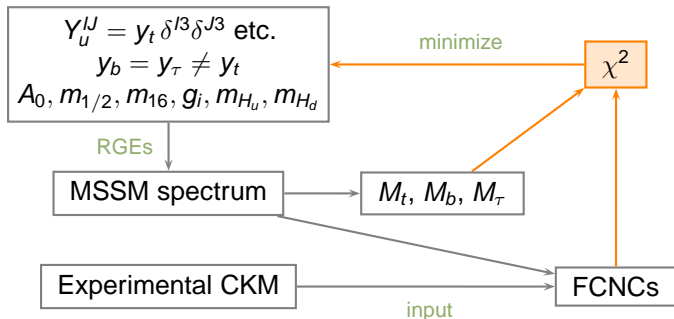 Y_u^{IJ} = y_t δ^{I3}δ^{J3} etc.
y_b = y_τ ≠ y_t
A_0, m_{1/2}, m_{16}, g_i, m_{H_u}, m_{H_d}
minimize
χ^2
RGEs
MSSM spectrum
M_t, M_b, M_τ
Experimental CKM
input
FCNCs